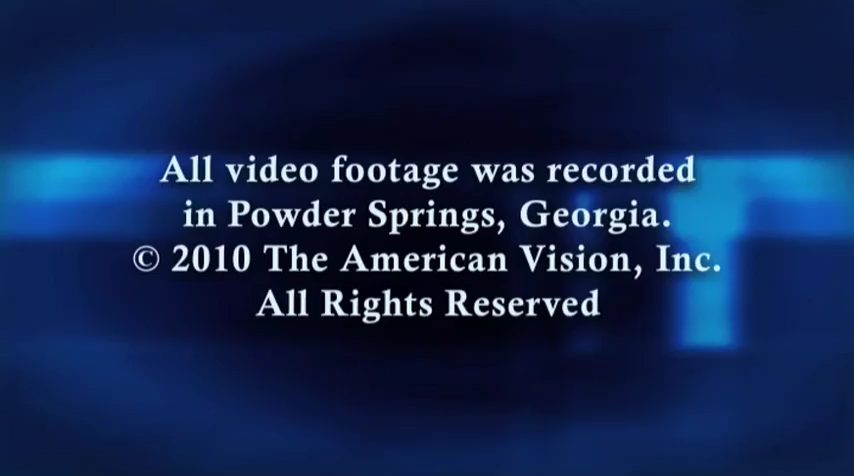 All video footage was recorded
in Powder Springs, Georgia.
© 2010 The American Vision, Inc.
All Rights Reserved